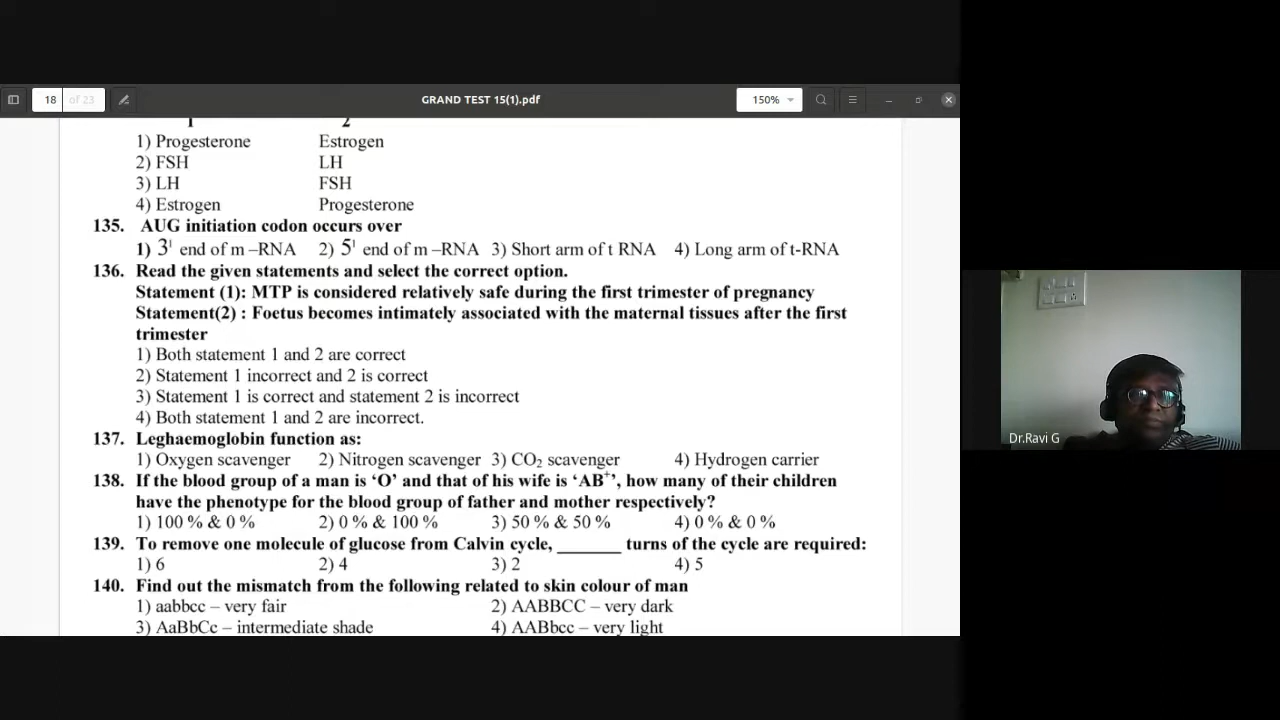 18 of 23
GRAND TEST 15(1).pdf
150%
1) Progesterone Estrogen
2) FSH LH
3) LH FSH
4) Estrogen Progesterone
135. AUG initiation codon occurs over
1) 3ˡ end of m –RNA 2) 5ˡ end of m –RNA 3) Short arm of t RNA 4) Long arm of t-RNA
136. Read the given statements and select the correct option.
Statement (1): MTP is considered relatively safe during the first trimester of pregnancy
Statement(2) : Foetus becomes intimately associated with the maternal tissues after the first
trimester
1) Both statement 1 and 2 are correct
2) Statement 1 incorrect and 2 is correct
3) Statement 1 is correct and statement 2 is incorrect
4) Both statement 1 and 2 are incorrect.
137. Leghaemoglobin function as:
1) Oxygen scavenger 2) Nitrogen scavenger 3) CO₂ scavenger 4) Hydrogen carrier
138. If the blood group of a man is ‘O’ and that of his wife is ‘AB⁺’, how many of their children
have the phenotype for the blood group of father and mother respectively?
1) 100 % & 0 % 2) 0 % & 100 % 3) 50 % & 50 % 4) 0 % & 0 %
139. To remove one molecule of glucose from Calvin cycle, _______ turns of the cycle are required:
1) 6 2) 4 3) 2 4) 5
140. Find out the mismatch from the following related to skin colour of man
1) aabbcc – very fair 2) AABBCC – very dark
3) AaBbCc – intermediate shade 4) AABbcc – very light
Dr.Ravi G